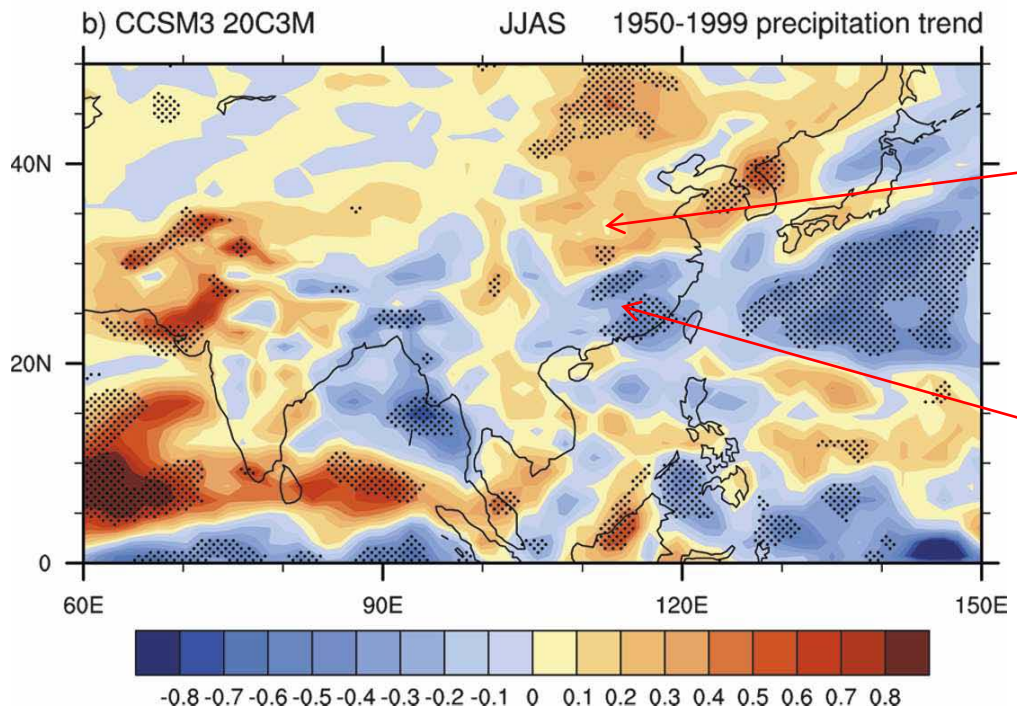 b) CCSM3 20C3M JJAS 1950-1999 precipitation trend
40N
20N
0
60E 90E 120E 150E
-0.8 -0.7 -0.6 -0.5 -0.4 -0.3 -0.2 -0.1 0 0.1 0.2 0.3 0.4 0.5 0.6 0.7 0.8